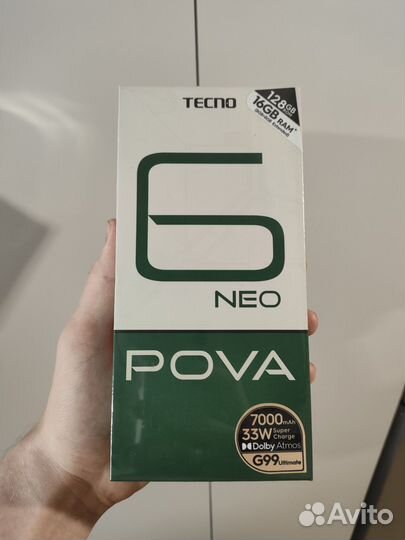 TECNO
128GB
16GB RAM*
6
NEO
POVA
7000mAh
33W Super Charge
Dolby Atmos
G99 Ultimate
Avito